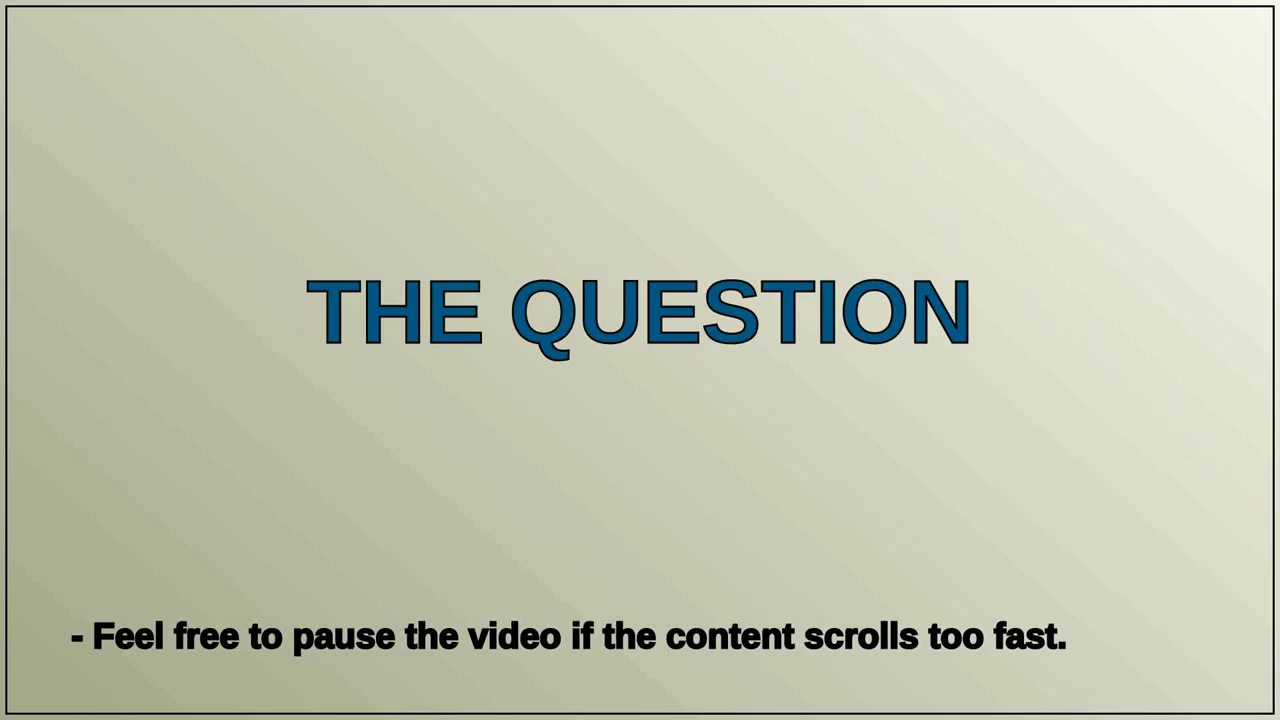 THE QUESTION
- Feel free to pause the video if the content scrolls too fast.